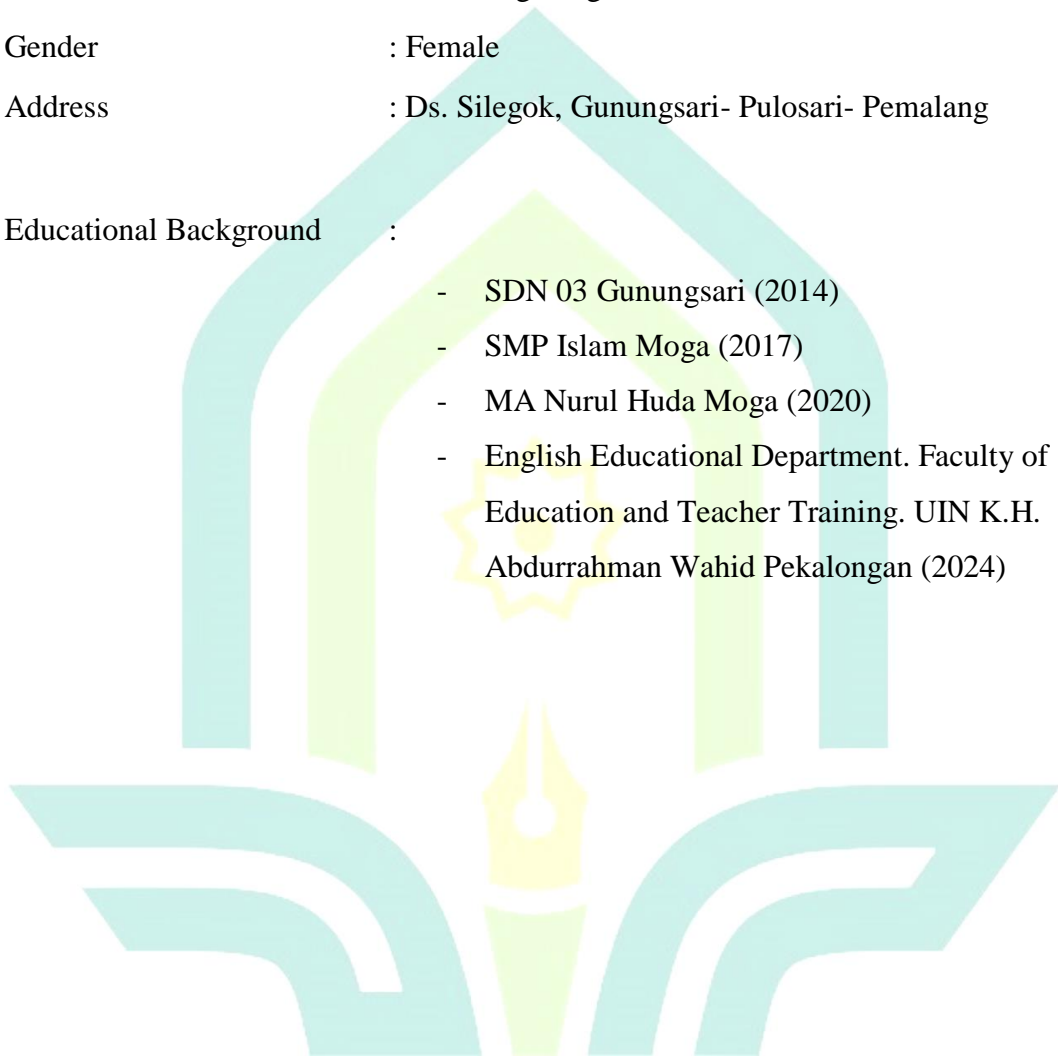 Gender : Female
Address : Ds. Silegok, Gunungsari- Pulosari- Pemalang
Educational Background :
- SDN 03 Gunungsari (2014)
- SMP Islam Moga (2017)
- MA Nurul Huda Moga (2020)
- English Educational Department. Faculty of
Education and Teacher Training. UIN K.H.
Abdurrahman Wahid Pekalongan (2024)